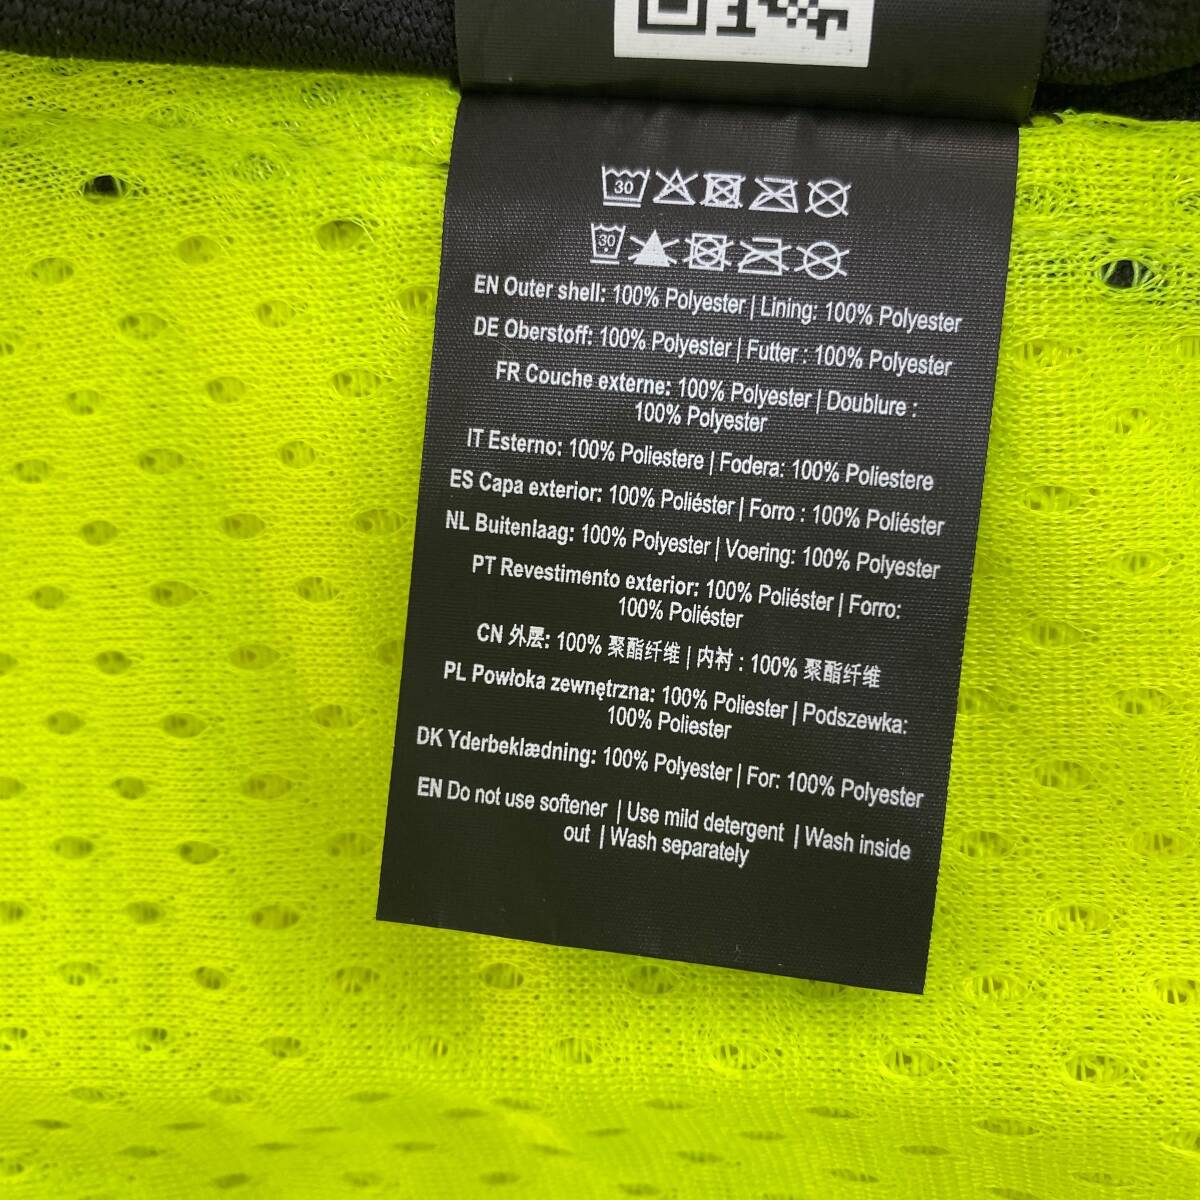 30
30
EN Outer shell: 100% Polyester | Lining: 100% Polyester
DE Oberstoff: 100% Polyester | Futter : 100% Polyester
FR Couche externe: 100% Polyester | Doublure :
100% Polyester
IT Esterno: 100% Poliestere | Fodera: 100% Poliestere
ES Capa exterior: 100% Poliéster | Forro : 100% Poliéster
NL Buitenlaag: 100% Polyester | Voering: 100% Polyester
PT Revestimento exterior: 100% Poliéster | Forro:
100% Poliéster
CN 外层: 100% 聚酯纤维 | 内衬 : 100% 聚酯纤维
PL Powłoka zewnętrzna: 100% Poliester | Podszewka:
100% Poliester
DK Yderbeklædning: 100% Polyester | For: 100% Polyester
EN Do not use softener | Use mild detergent | Wash inside
out | Wash separately